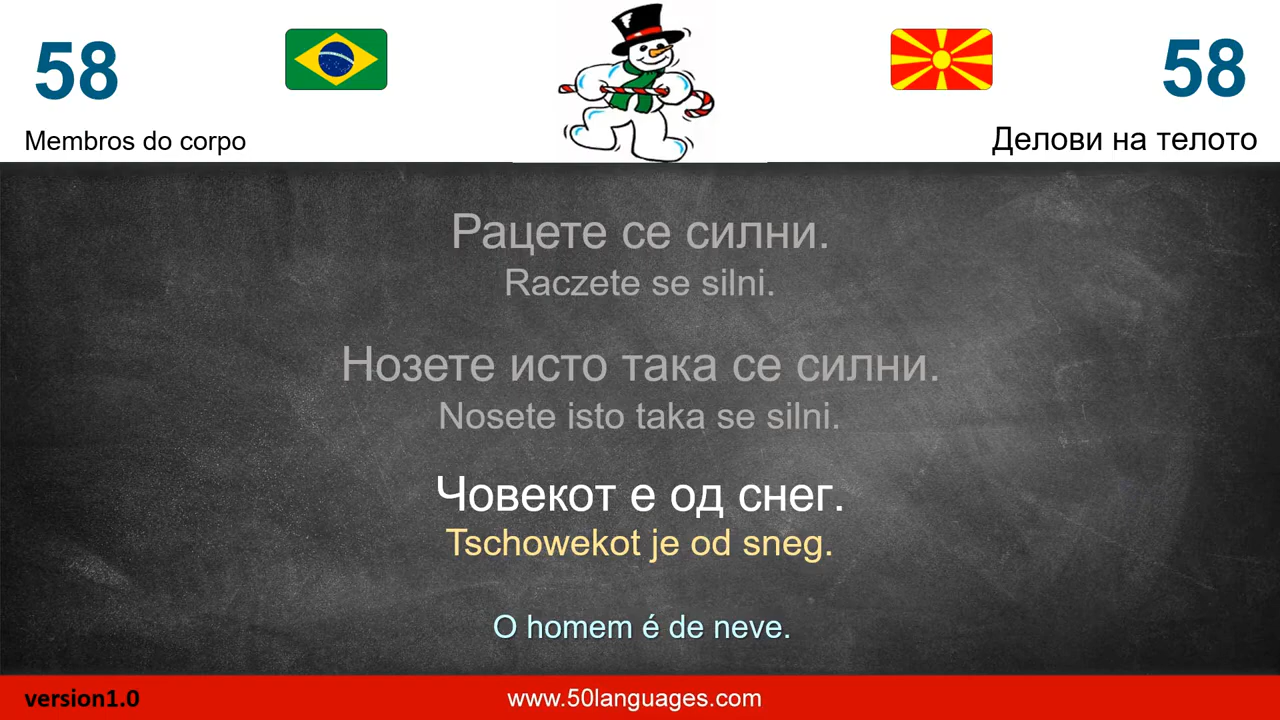 58
58
Membros do corpo
Делови на телото
Рацете се силни.
Raczete se silni.
Нозете исто така се силни.
Nosete isto taka se silni.
Човекот е од снег.
Tschowekot je od sneg.
O homem é de neve.
version1.0
www.50languages.com